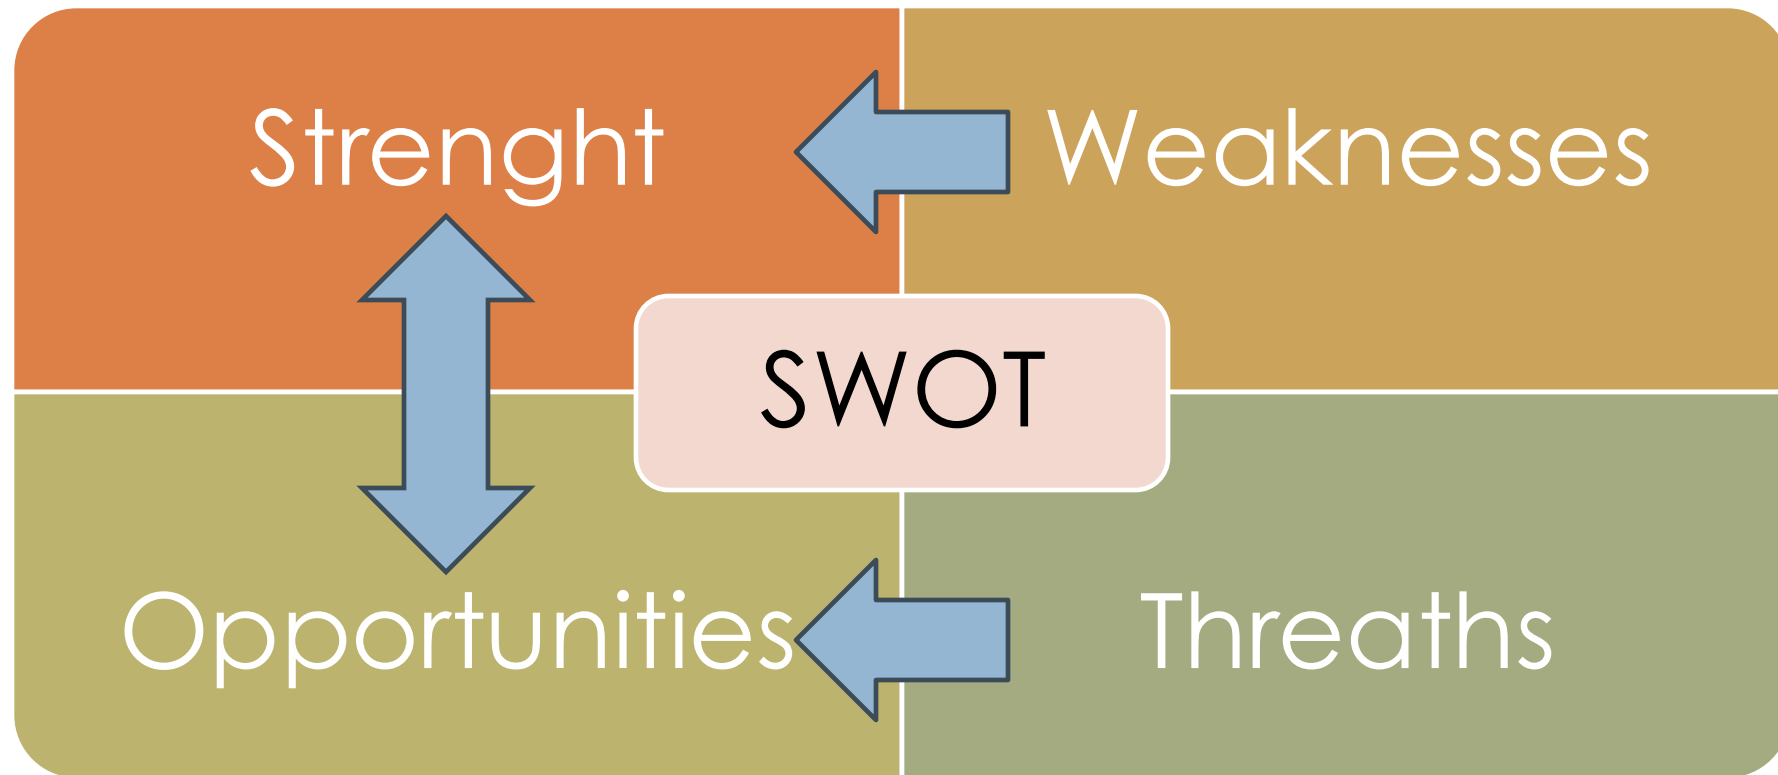 Strenght
Weaknesses
SWOT
Opportunities
Threaths